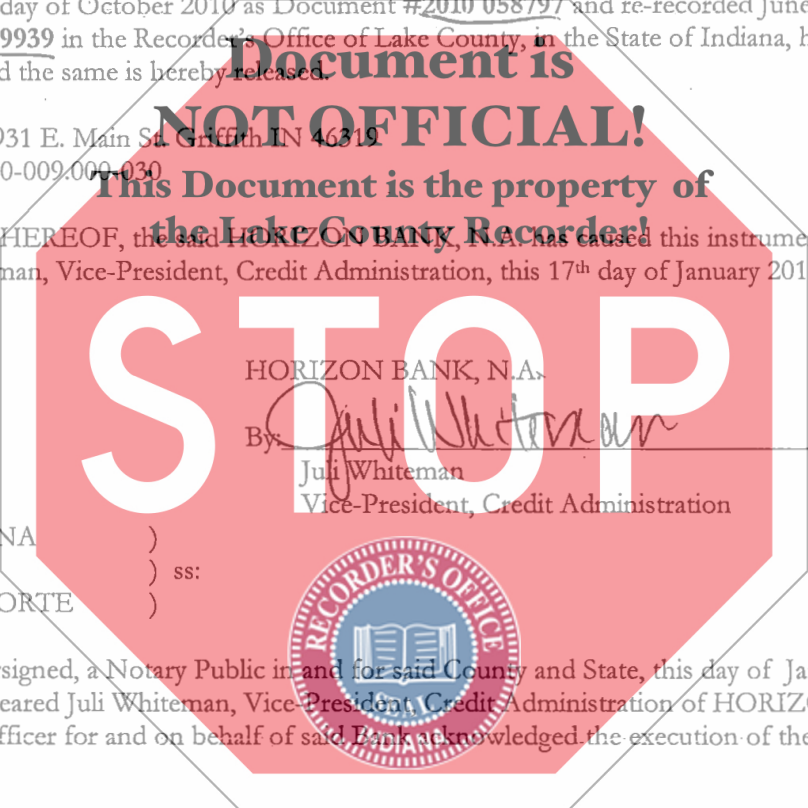 day of October 2010 as Document #2010 058797 and re-recorded June
9939 in the Recorder's Office of Lake County, in the State of Indiana, h
d the same is hereby released.
Document is
NOT OFFICIAL!
931 E. Main St. Griffith IN 46319
0-009.000-030
This Document is the property of
the Lake County Recorder!
HEREOF, the said HORIZON BANK, N.A. has caused this instrume
man, Vice-President, Credit Administration, this 17th day of January 201
STOP
HORIZON BANK, N.A.
By: Juli Whiteman
Juli Whiteman
Vice-President, Credit Administration
NA )
) ss:
ORTE )
RECORDER'S OFFICE
SEAL
INDIANA
rsigned, a Notary Public in and for said County and State, this day of Ja
eared Juli Whiteman, Vice-President, Credit Administration of HORIZO
fficer for and on behalf of said Bank acknowledged the execution of the